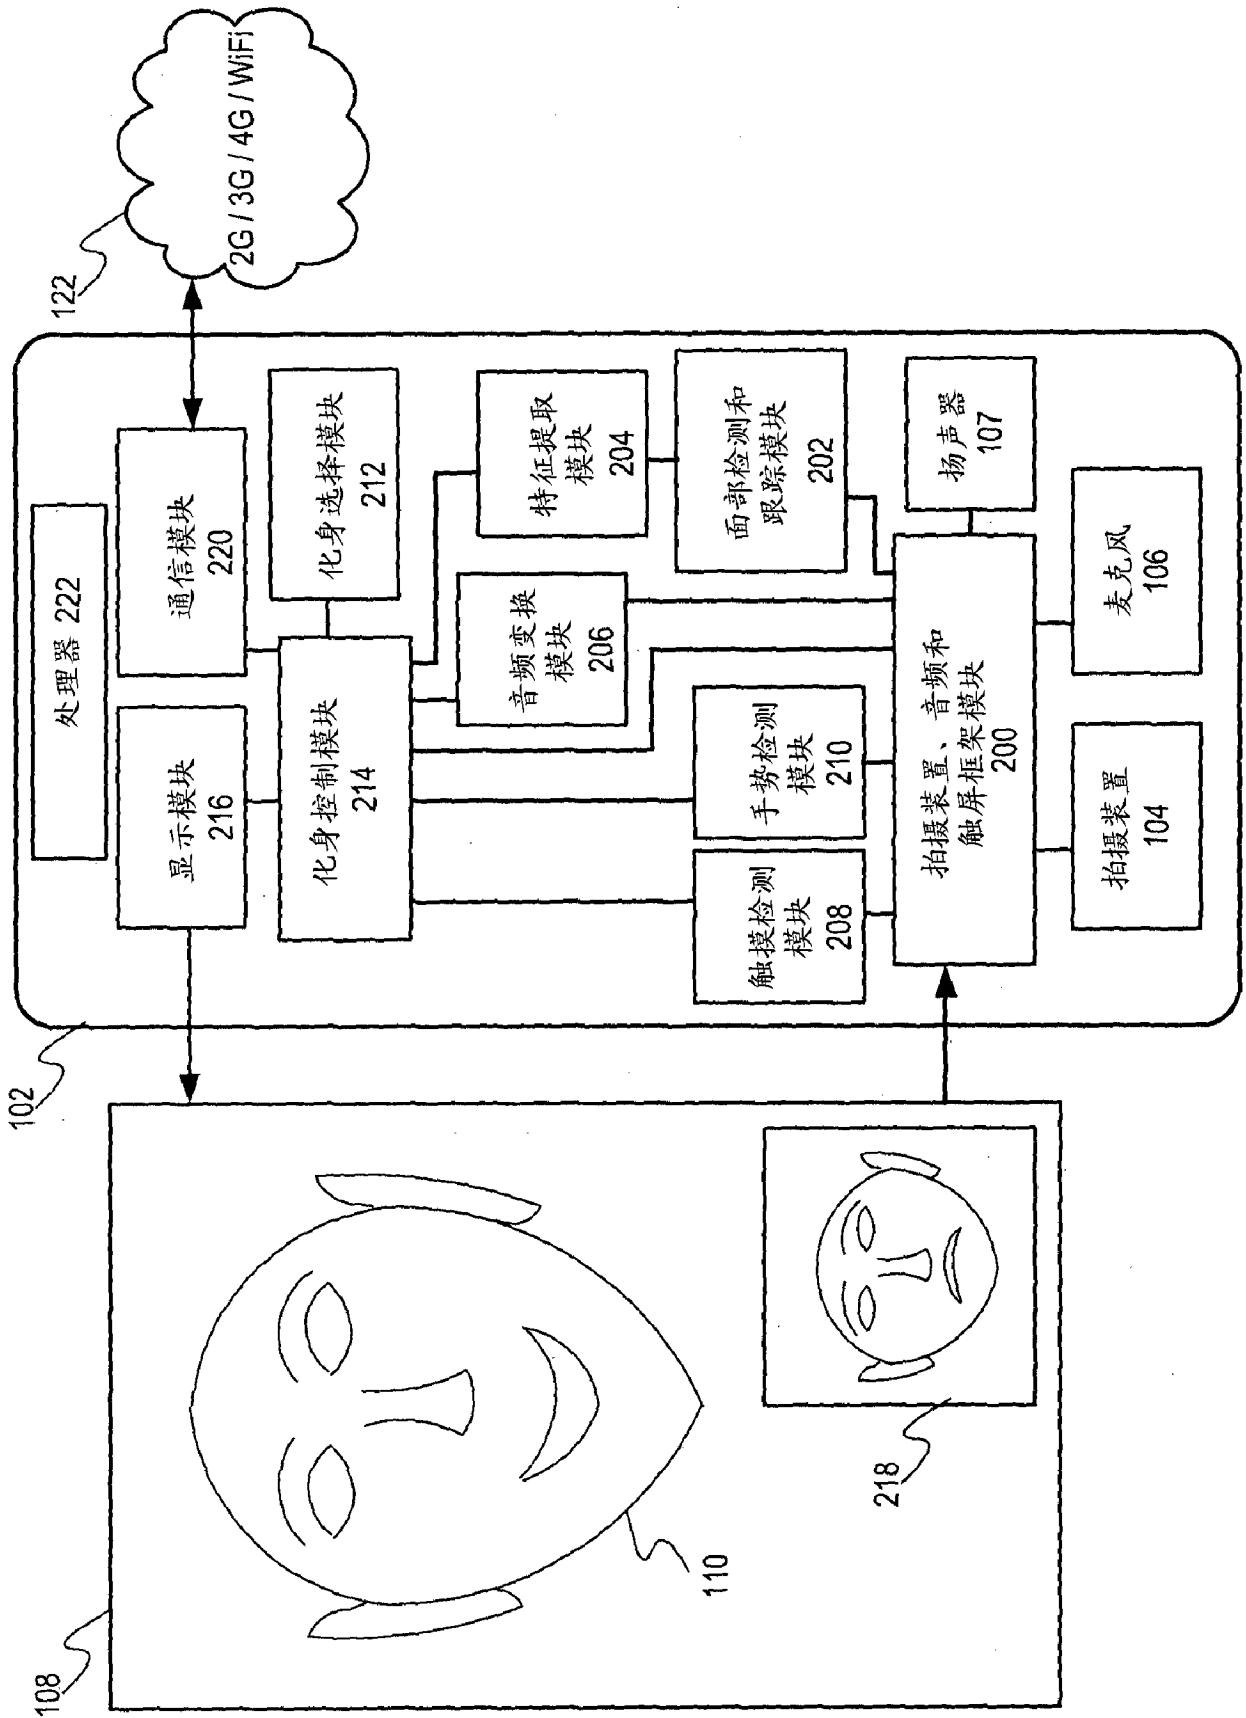 108
110
218
102
122
2G / 3G / 4G / WiFi
处理器 222
显示模块
216
通信模块
220
化身控制模块
214
化身选择模块
212
音频变换
模块
206
特征提取
模块
204
触摸检测
模块
208
手势检测
模块
210
面部检测和
跟踪模块
202
拍摄装置、音频和
触屏框架模块
200
扬声器
107
拍摄装置
104
麦克风
106